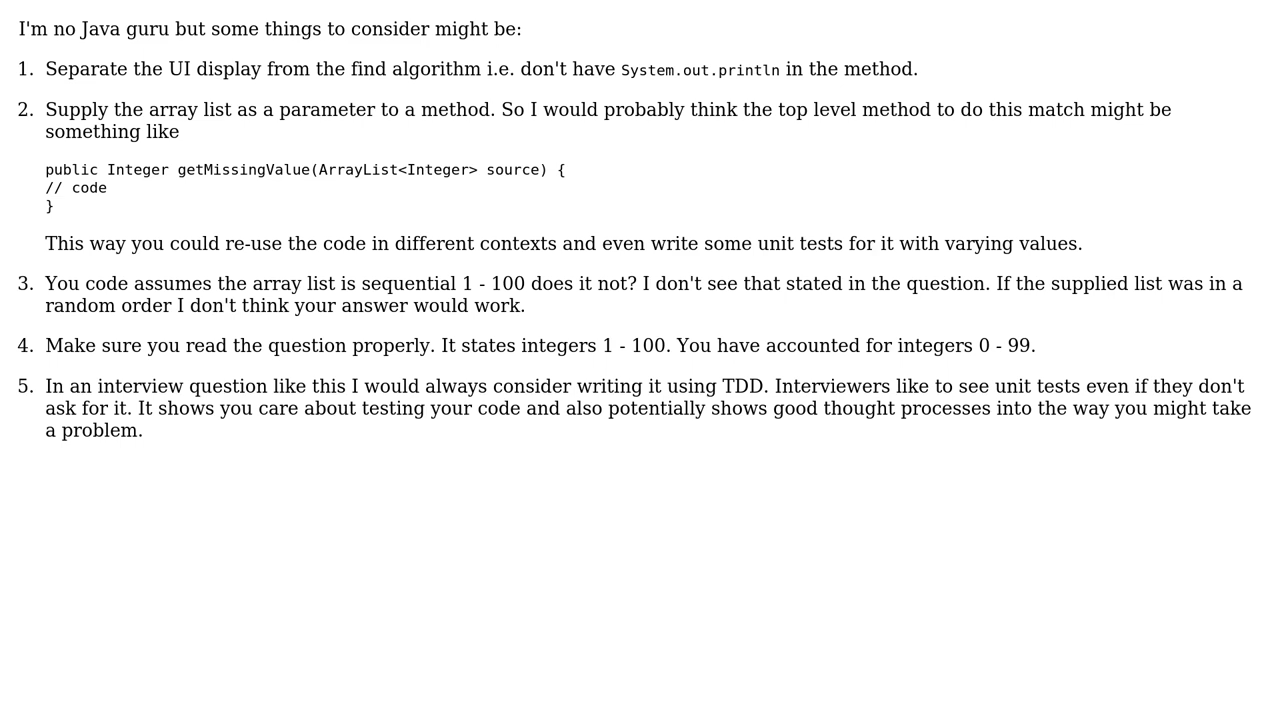 I'm no Java guru but some things to consider might be:
1. Separate the UI display from the find algorithm i.e. don't have System.out.println in the method.
2. Supply the array list as a parameter to a method. So I would probably think the top level method to do this match might be
something like
public Integer getMissingValue(ArrayList<Integer> source) {
// code
}
This way you could re-use the code in different contexts and even write some unit tests for it with varying values.
3. You code assumes the array list is sequential 1 - 100 does it not? I don't see that stated in the question. If the supplied list was in a
random order I don't think your answer would work.
4. Make sure you read the question properly. It states integers 1 - 100. You have accounted for integers 0 - 99.
5. In an interview question like this I would always consider writing it using TDD. Interviewers like to see unit tests even if they don't
ask for it. It shows you care about testing your code and also potentially shows good thought processes into the way you might take
a problem.